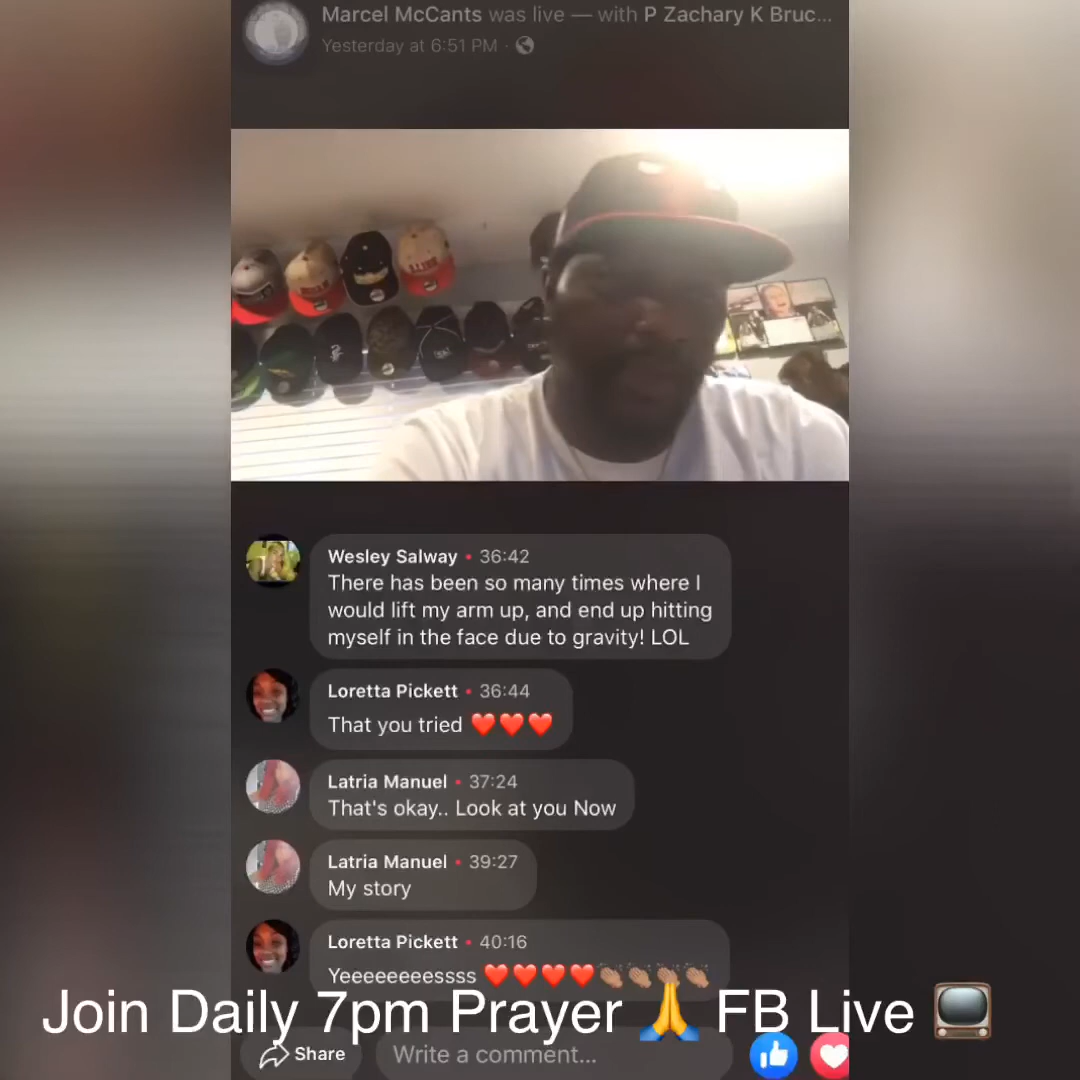 Marcel McCants was live — with P Zachary K Bruc...
Yesterday at 6:51 PM ·
Wesley Salway • 36:42
There has been so many times where I
would lift my arm up, and end up hitting
myself in the face due to gravity! LOL
Loretta Pickett • 36:44
That you tried ❤️❤️❤️
Latria Manuel • 37:24
That's okay.. Look at you Now
Latria Manuel • 39:27
My story
Loretta Pickett • 40:16
Yeeeeeeeessss ❤️❤️❤️❤️👏🏽👏🏽👏🏽👏🏽
Join Daily 7pm Prayer 🙏 FB Live 📺
Share
Write a comment...